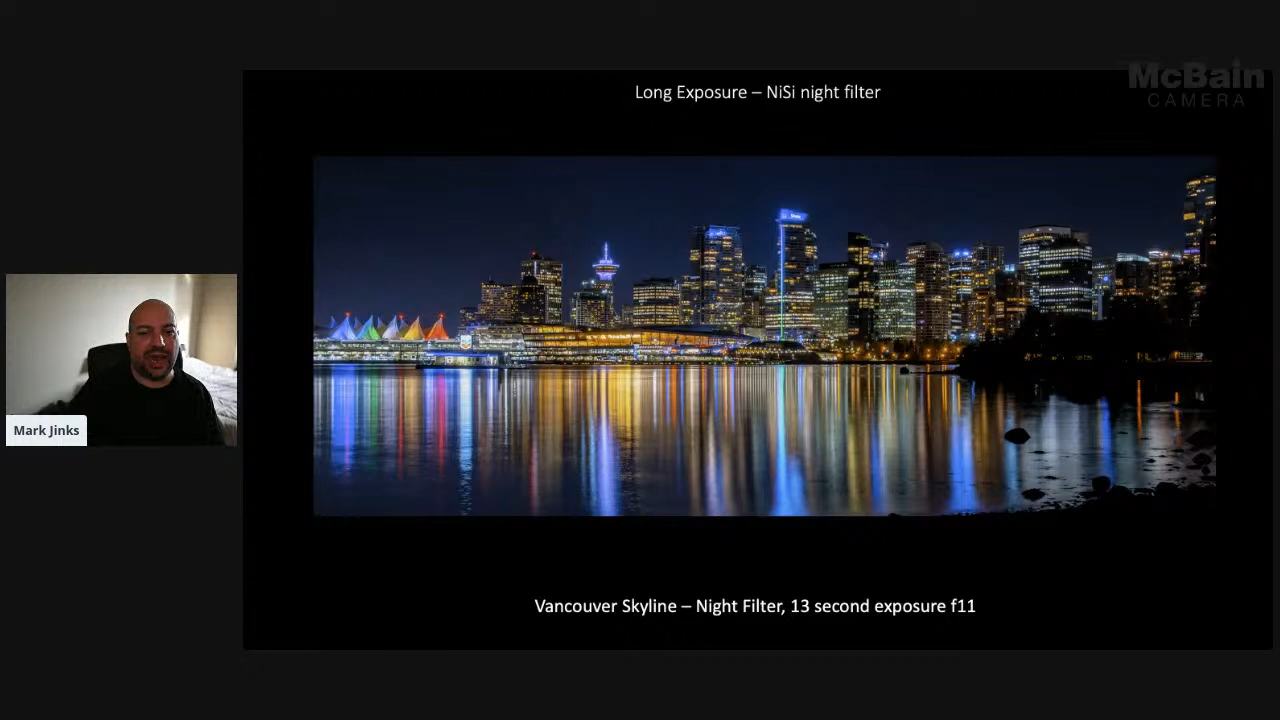 Long Exposure – NiSi night filter
McBain
CAMERA
Mark Jinks
Vancouver Skyline – Night Filter, 13 second exposure f11